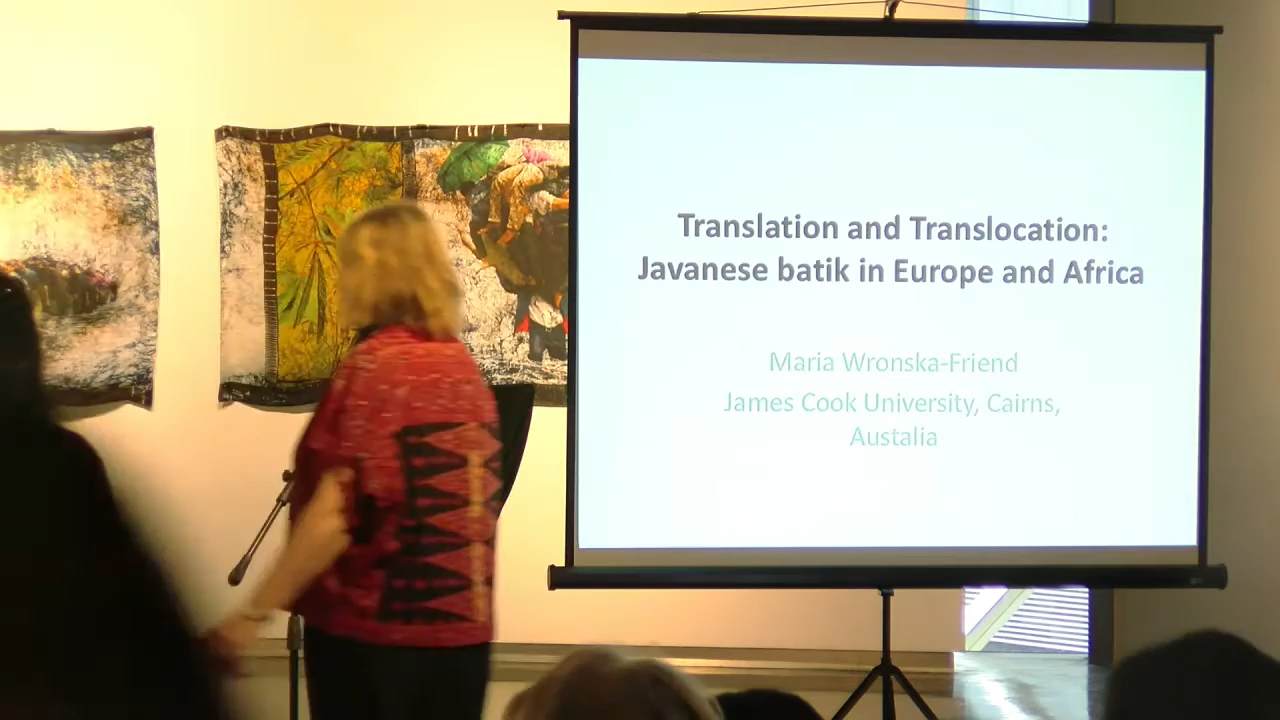 Translation and Translocation:
Javanese batik in Europe and Africa
Maria Wronska-Friend
James Cook University, Cairns,
Austalia